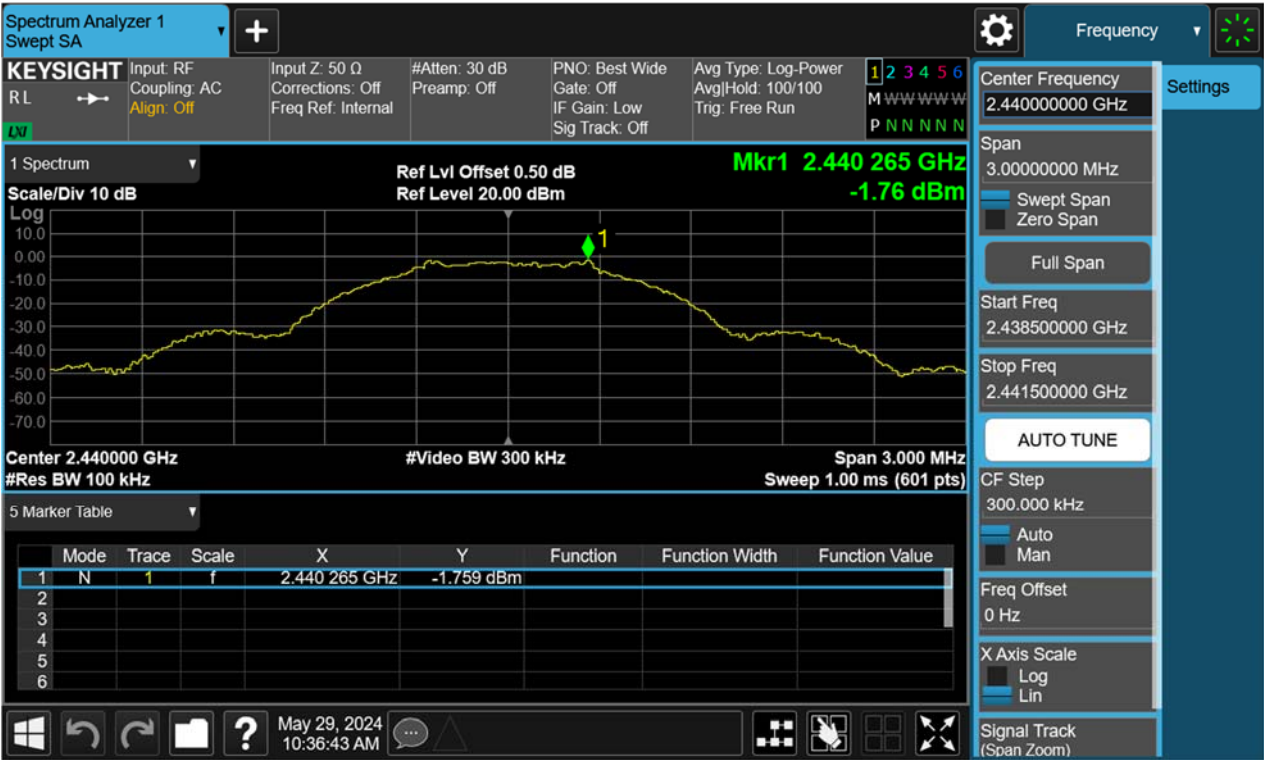 Spectrum Analyzer 1
Swept SA
+
Frequency
KEYSIGHT
RL
LXI
Input: RF
Coupling: AC
Align: Off
Input Z: 50 Ω
Corrections: Off
Freq Ref: Internal
#Atten: 30 dB
Preamp: Off
PNO: Best Wide
Gate: Off
IF Gain: Low
Sig Track: Off
Avg Type: Log-Power
Avg|Hold: 100/100
Trig: Free Run
1 2 3 4 5 6
M W W W W W
P N N N N N
1 Spectrum
Scale/Div 10 dB
Ref Lvl Offset 0.50 dB
Ref Level 20.00 dBm
Mkr1 2.440 265 GHz
-1.76 dBm
Log
10.0
0.00
-10.0
-20.0
-30.0
-40.0
-50.0
-60.0
-70.0
1
Center 2.440000 GHz
#Res BW 100 kHz
#Video BW 300 kHz
Span 3.000 MHz
Sweep 1.00 ms (601 pts)
5 Marker Table
Mode Trace Scale X Y Function Function Width Function Value
1 N 1 f 2.440 265 GHz -1.759 dBm
2
3
4
5
6
?
May 29, 2024
10:36:43 AM
Center Frequency
2.440000000 GHz
Span
3.00000000 MHz
Swept Span
Zero Span
Full Span
Start Freq
2.438500000 GHz
Stop Freq
2.441500000 GHz
AUTO TUNE
CF Step
300.000 kHz
Auto
Man
Freq Offset
0 Hz
X Axis Scale
Log
Lin
Signal Track
(Span Zoom)
Settings